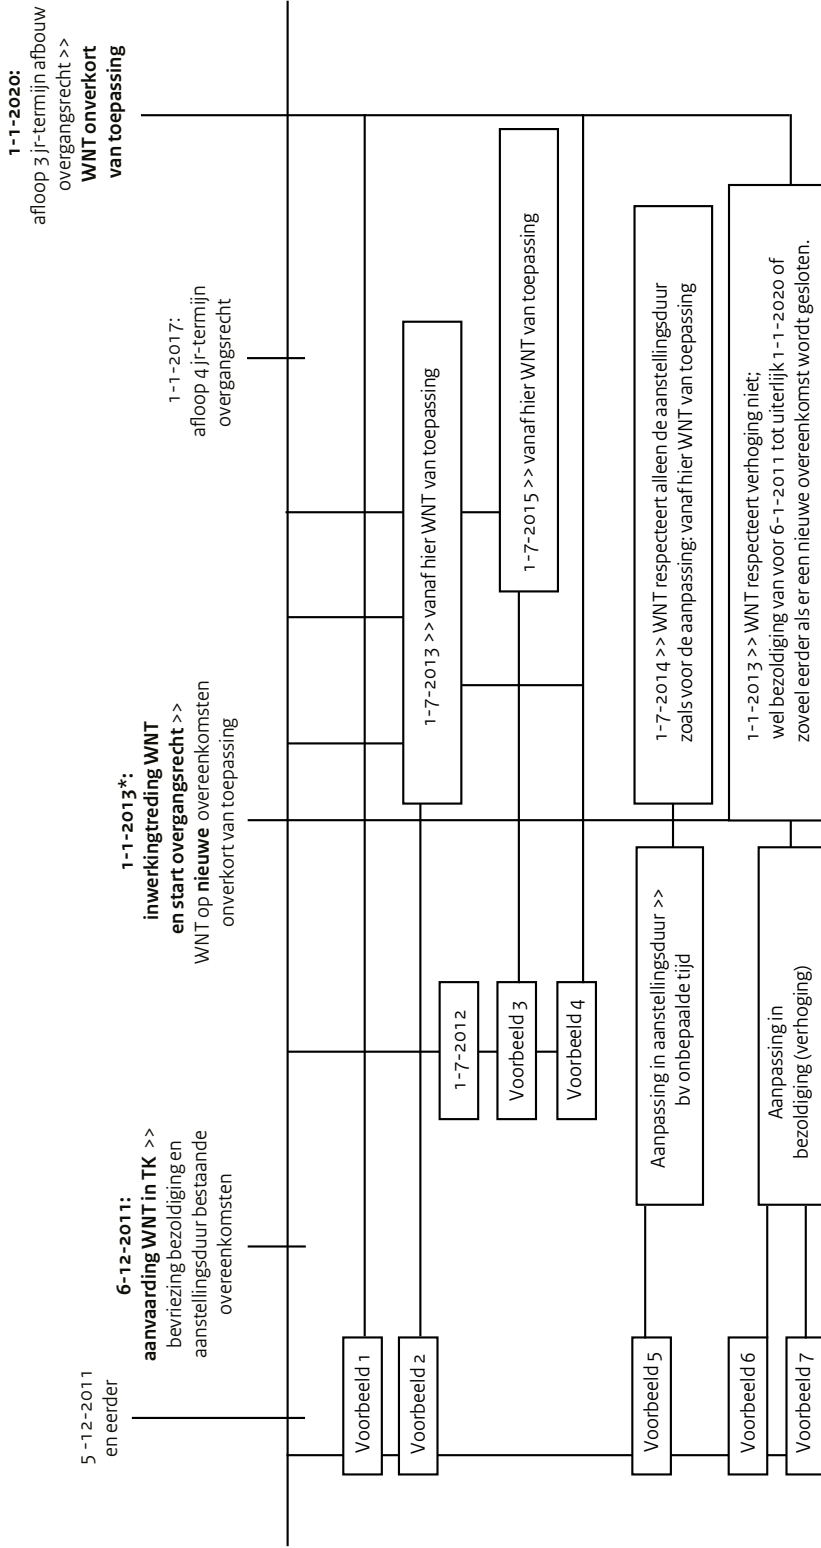 5 -12-2011
en eerder
6-12-2011:
aanvaarding WNT in TK >>
bevriezing bezoldiging en
aanstellingsduur bestaande
overeenkomsten
1-1-2013*:
inwerkingtreding WNT
en start overgangsrecht >>
WNT op nieuwe overeenkomsten
onverkort van toepassing
1-1-2017:
afloop 4 jr-termijn
overgangsrecht
1-1-2020:
afloop 3 jr-termijn afbouw
overgangsrecht >>
WNT onverkort
van toepassing
Voorbeeld 1
Voorbeeld 2
1-7-2013 >> vanaf hier WNT van toepassing
1-7-2012
Voorbeeld 3
1-7-2015 >> vanaf hier WNT van toepassing
Voorbeeld 4
Voorbeeld 5
Aanpassing in aanstellingsduur >>
bv onbepaalde tijd
1-7-2014 >> WNT respecteert alleen de aanstellingsduur
zoals voor de aanpassing: vanaf hier WNT van toepassing
Voorbeeld 6
Voorbeeld 7
Aanpassing in
bezoldiging (verhoging)
1-1-2013 >> WNT respecteert verhoging niet;
wel bezoldiging van voor 6-1-2011 tot uiterlijk 1-1-2020 of
zoveel eerder als er een nieuwe overeenkomst wordt gesloten.